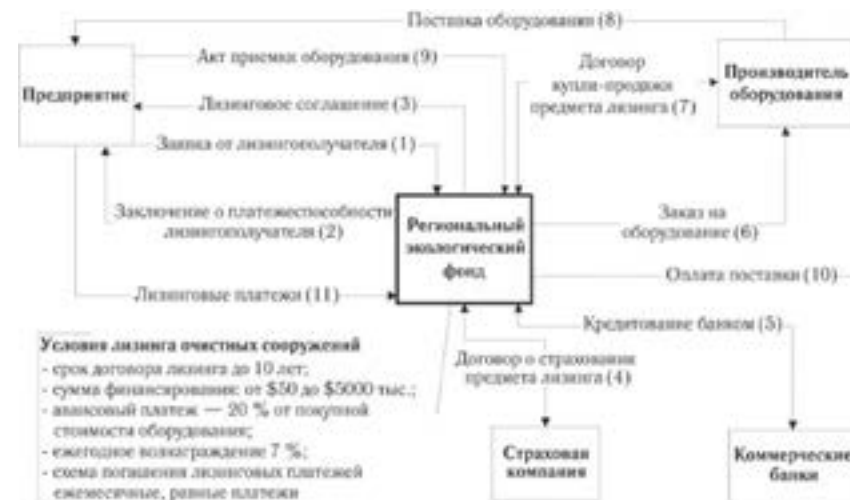 Поставка оборудования (8)
Акт приемки оборудования (9)
Предприятие
Лизинговое соглашение (3)
Заявка от лизингополучателя (1)
Договор
купли-продажи
предмета лизинга (7)
Производитель
оборудования
Заключение о платежеспособности
лизингополучателя (2)
Региональный
экологический
фонд
Заказ на
оборудование (6)
Оплата поставки (10)
Лизинговые платежи (11)
Кредитование банком (5)
Договор о страховании
предмета лизинга (4)
Условия лизинга очистных сооружений
- срок договора лизинга до 10 лет;
- сумма финансирования: от $50 до $5000 тыс.;
- авансовый платеж — 20 % от покупной
стоимости оборудования;
- ежегодное вознаграждение 7 %;
- схема погашения лизинговых платежей
ежемесячные, равные платежи
Страховая
компания
Коммерческие
банки